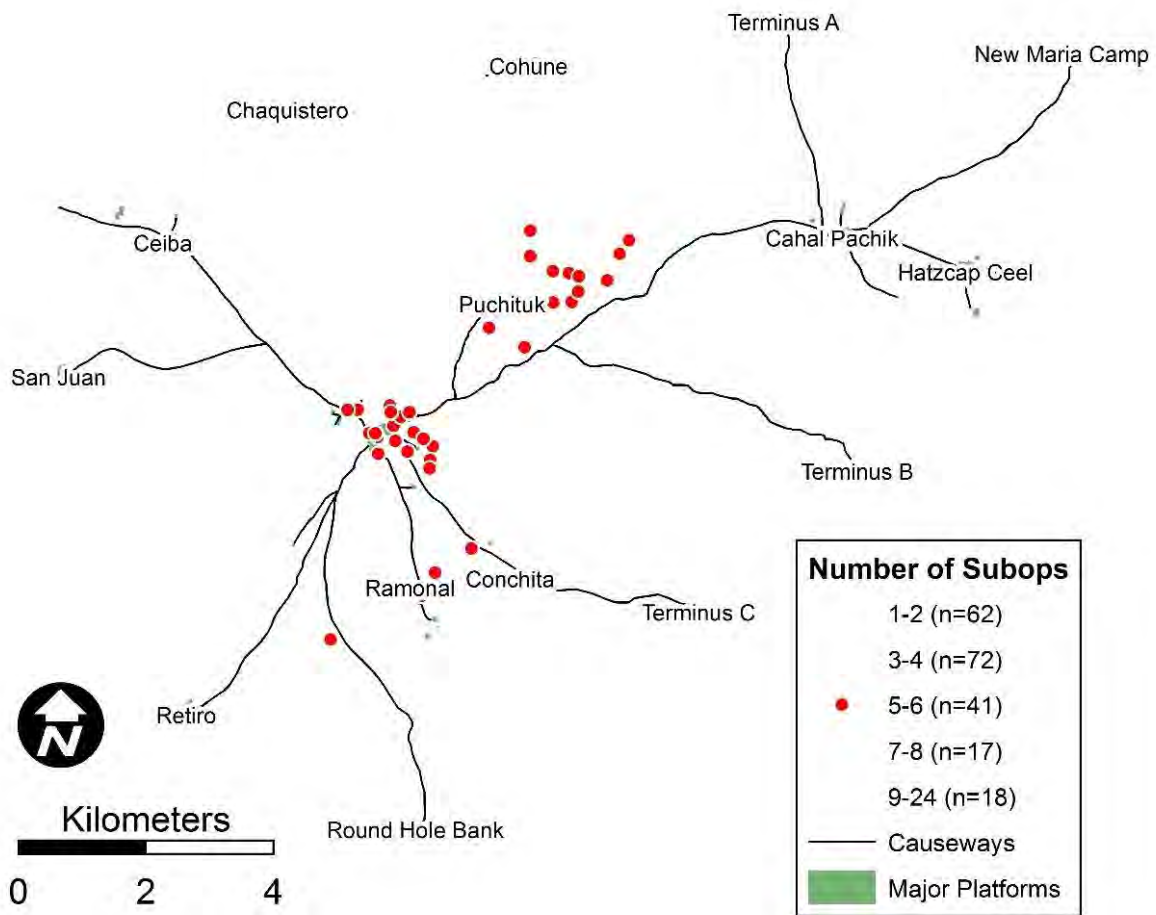 Terminus A
New Maria Camp
Cohune
Chaquistero
Cahal Pachik
Ceiba
Hatzcap Ceel
Puchituk
San Juan
Terminus B
Number of Subops
1-2 (n=62)
3-4 (n=72)
5-6 (n=41)
7-8 (n=17)
9-24 (n=18)
Causeways
Major Platforms
Ramonal
Conchita
Terminus C
Retiro
N
Round Hole Bank
Kilometers
0 2 4